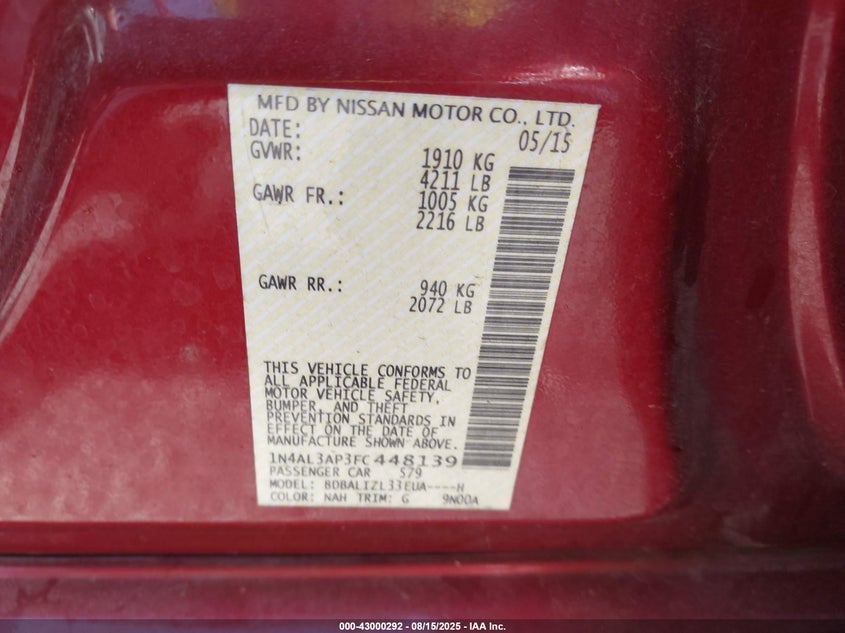 MFD BY NISSAN MOTOR CO., LTD.
DATE: 05/15
GVWR: 1910 KG
4211 LB
GAWR FR.: 1005 KG
2216 LB
GAWR RR.: 940 KG
2072 LB
THIS VEHICLE CONFORMS TO
ALL APPLICABLE FEDERAL
MOTOR VEHICLE SAFETY,
BUMPER, AND THEFT
PREVENTION STANDARDS IN
EFFECT ON THE DATE OF
MANUFACTURE SHOWN ABOVE.
1N4AL3AP3FC448139
PASSENGER CAR S79
MODEL: BDBALIZL33EUA----H
COLOR: NAH TRIM: G 9N00A
000-43000292 - 08/15/2025 - IAA Inc.